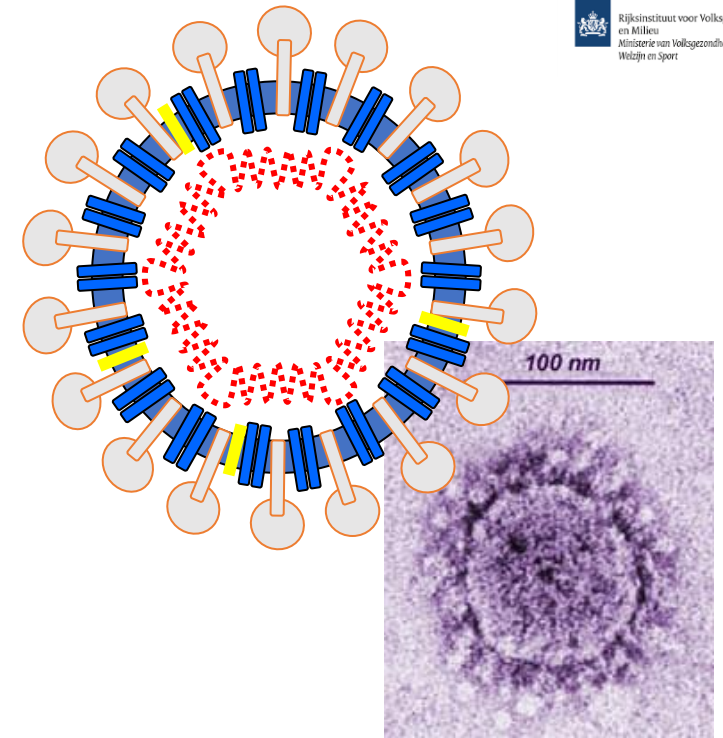 Rijksinstituut voor Volks
en Milieu
Ministerie van Volksgezondh
Welzijn en Sport
100 nm